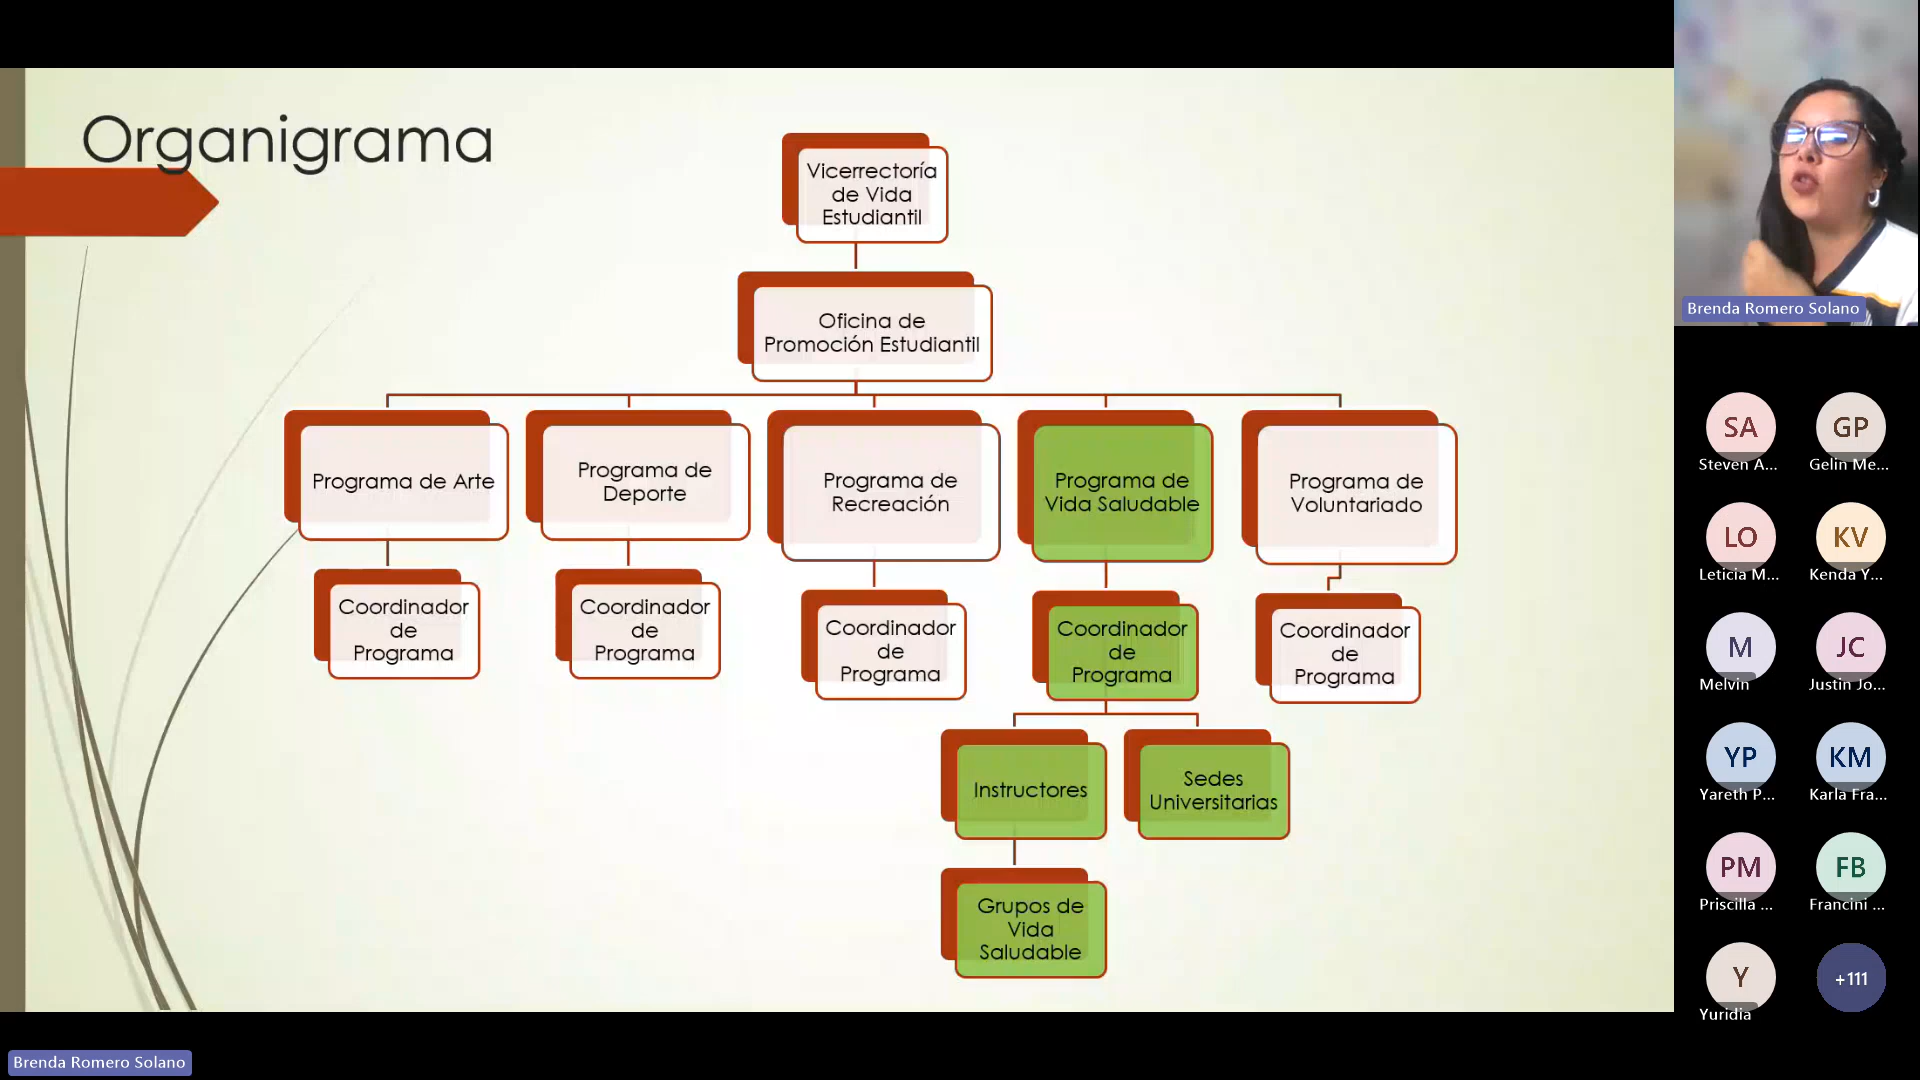 Organigrama
Vicerrectoría
de Vida
Estudiantil
Oficina de
Promoción Estudiantil
Programa de Arte
Programa de
Deporte
Programa de
Recreación
Programa de
Vida Saludable
Programa de
Voluntariado
Coordinador
de
Programa
Coordinador
de
Programa
Coordinador
de
Programa
Coordinador
de
Programa
Coordinador
de
Programa
Instructores
Sedes
Universitarias
Grupos de
Vida
Saludable
Brenda Romero Solano
SA
Steven A...
GP
Gelin Me...
LO
Leticia M...
KV
Kenda Y...
M
Melvin
JC
Justin Jo...
YP
Yareth P...
KM
Karla Fra...
PM
Priscilla ...
FB
Francini ...
Y
Yuridia
+111
Brenda Romero Solano